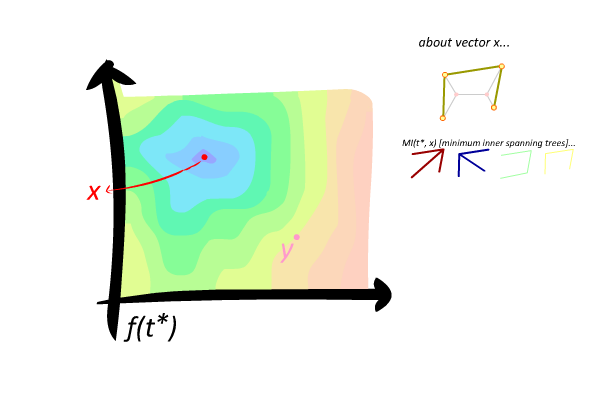 about vector x...
MI(t*, x) [minimum inner spanning trees]...
x
y
f(t*)